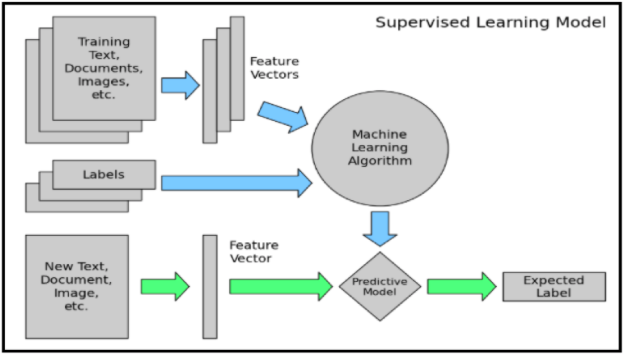 Supervised Learning Model
Training
Text,
Documents,
Images,
etc.
Feature
Vectors
Machine
Learning
Algorithm
Labels
New Text,
Document,
Image,
etc.
Feature
Vector
Predictive
Model
Expected
Label